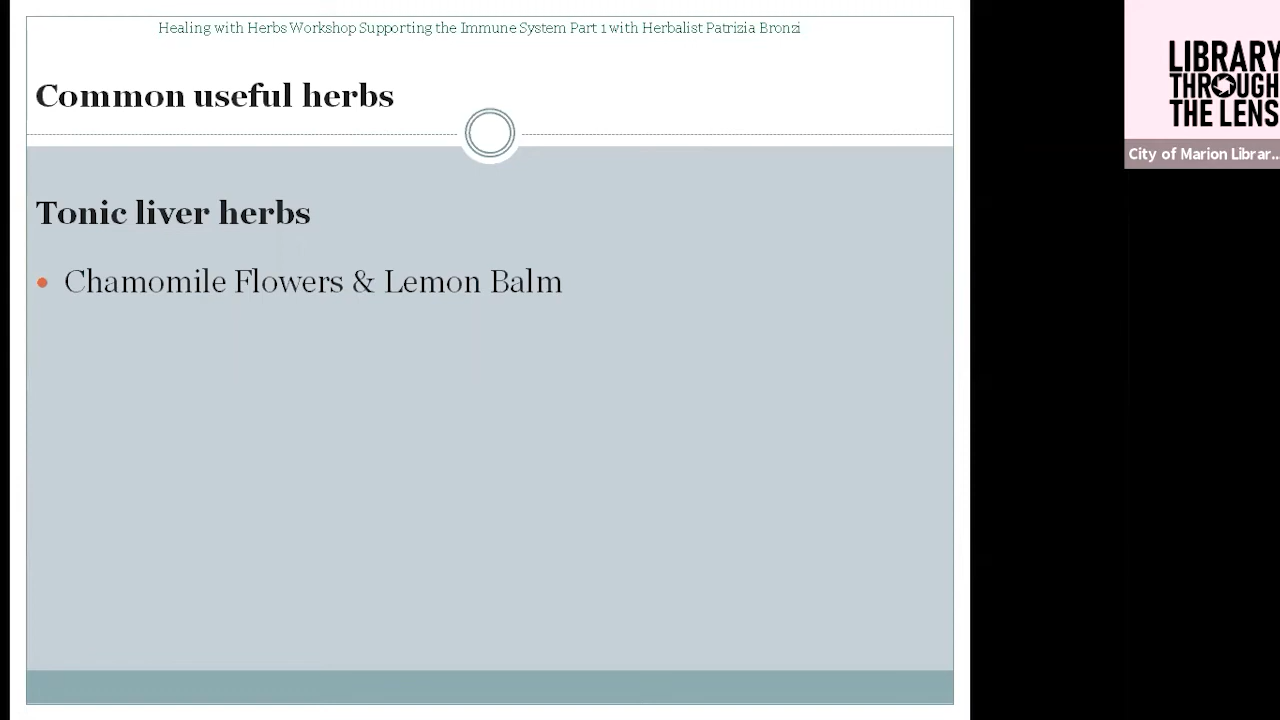 Healing with Herbs Workshop Supporting the Immune System Part 1 with Herbalist Patrizia Bronzi
Common useful herbs
Tonic liver herbs
• Chamomile Flowers & Lemon Balm
LIBRARY
THROUGH
THE LENS
City of Marion Librar...